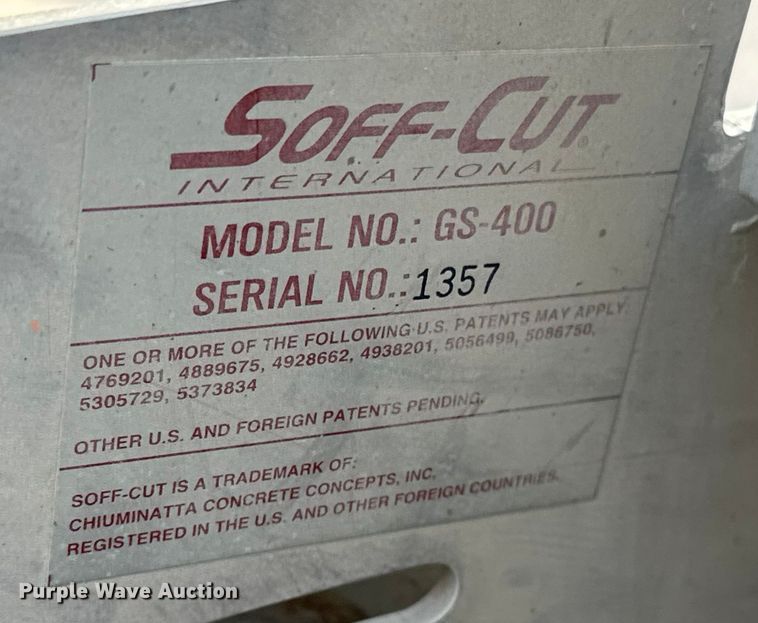 SOFF-CUT
INTERNATIONAL
MODEL NO.: GS-400
SERIAL NO.: 1357
ONE OR MORE OF THE FOLLOWING U.S. PATENTS MAY APPLY:
4769201, 4889675, 4928662, 4938201, 5056499, 5086750,
5305729, 5373834
OTHER U.S. AND FOREIGN PATENTS PENDING.
SOFF-CUT IS A TRADEMARK OF:
CHIUMINATTA CONCRETE CONCEPTS, INC.
REGISTERED IN THE U.S. AND OTHER FOREIGN COUNTRIES.
Purple Wave Auction